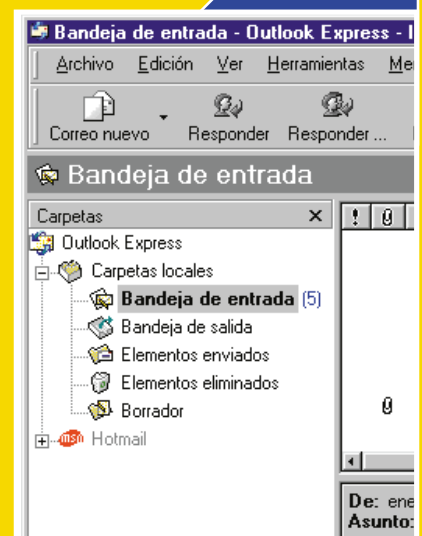 Bandeja de entrada - Outlook Express - I
Archivo Edición Ver Herramientas Me
Correo nuevo Responder Responder ...
Bandeja de entrada
Carpetas
Outlook Express
Carpetas locales
Bandeja de entrada (5)
Bandeja de salida
Elementos enviados
Elementos eliminados
Borrador
msn Hotmail
De: ene
Asunto: